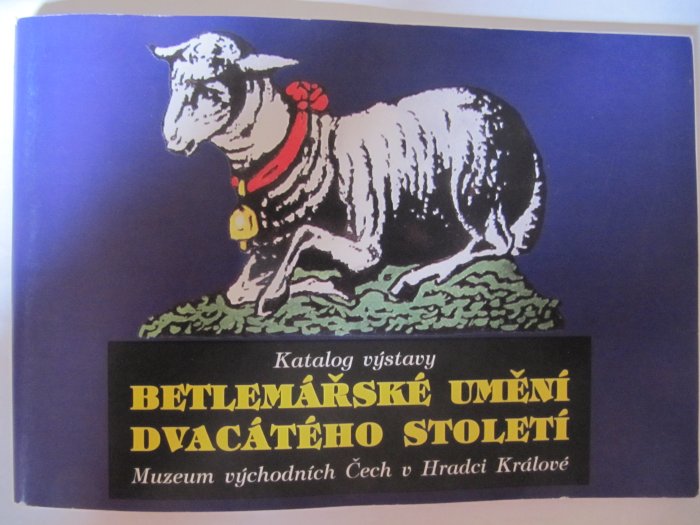 Katalog výstavy
BETLEMÁŘSKÉ UMĚNÍ
DVACÁTÉHO STOLETÍ
Muzeum východních Čech v Hradci Králové